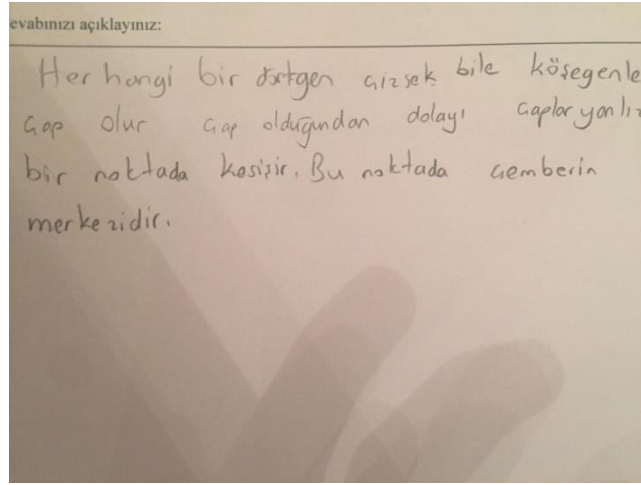 evabınızı açıklayınız:
Her hangi bir dörtgen çizsek bile köşegenle
çap olur çap olduğundan dolayı çaplar yanlız
bir noktada kesişir. Bu noktada çemberin
merkezidir.